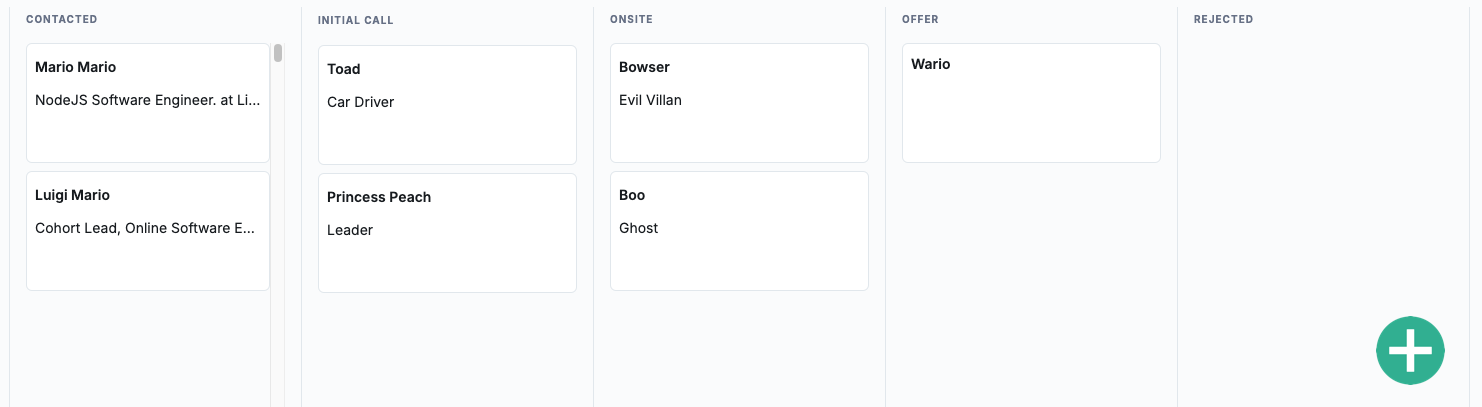 CONTACTED
Mario Mario
NodeJS Software Engineer. at Li...
Luigi Mario
Cohort Lead, Online Software E...
INITIAL CALL
Toad
Car Driver
Princess Peach
Leader
ONSITE
Bowser
Evil Villan
Boo
Ghost
OFFER
Wario
REJECTED